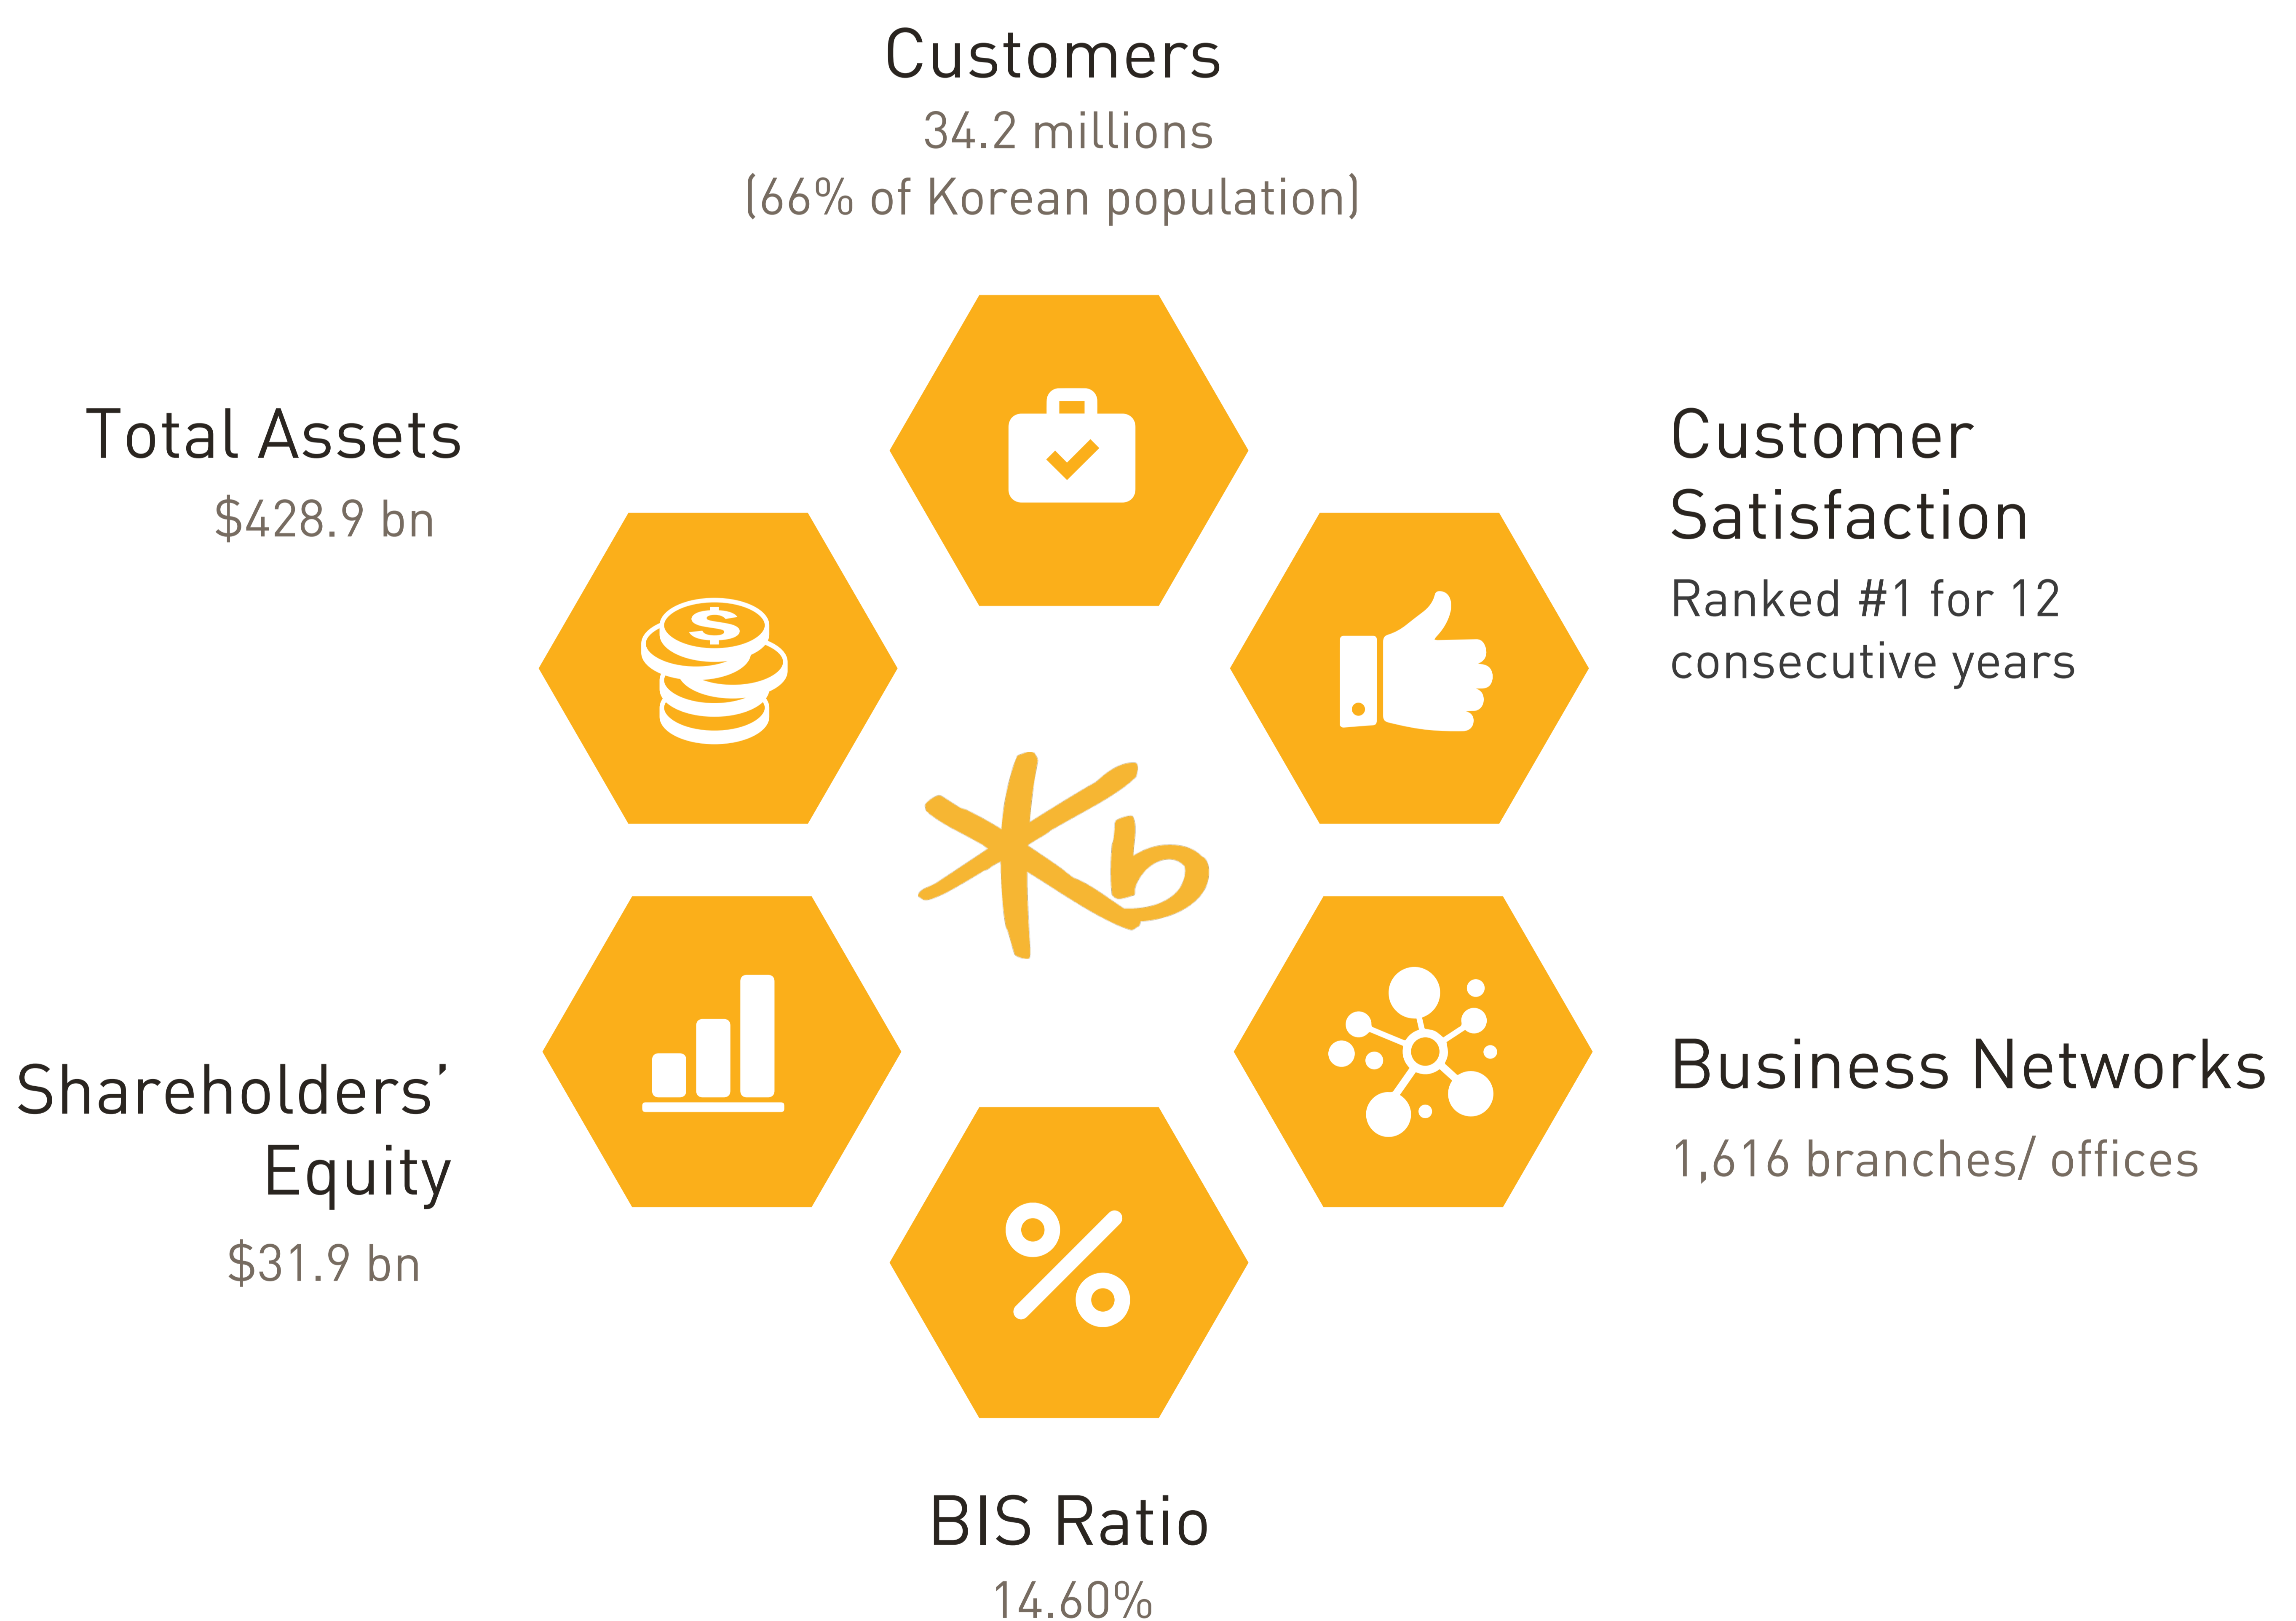 Customers
34.2 millions
(66% of Korean population)
Total Assets
$428.9 bn
Customer
Satisfaction
Ranked #1 for 12
consecutive years
Kb
Shareholders´
Equity
$31.9 bn
Business Networks
1,616 branches/ offices
BIS Ratio
14.60%